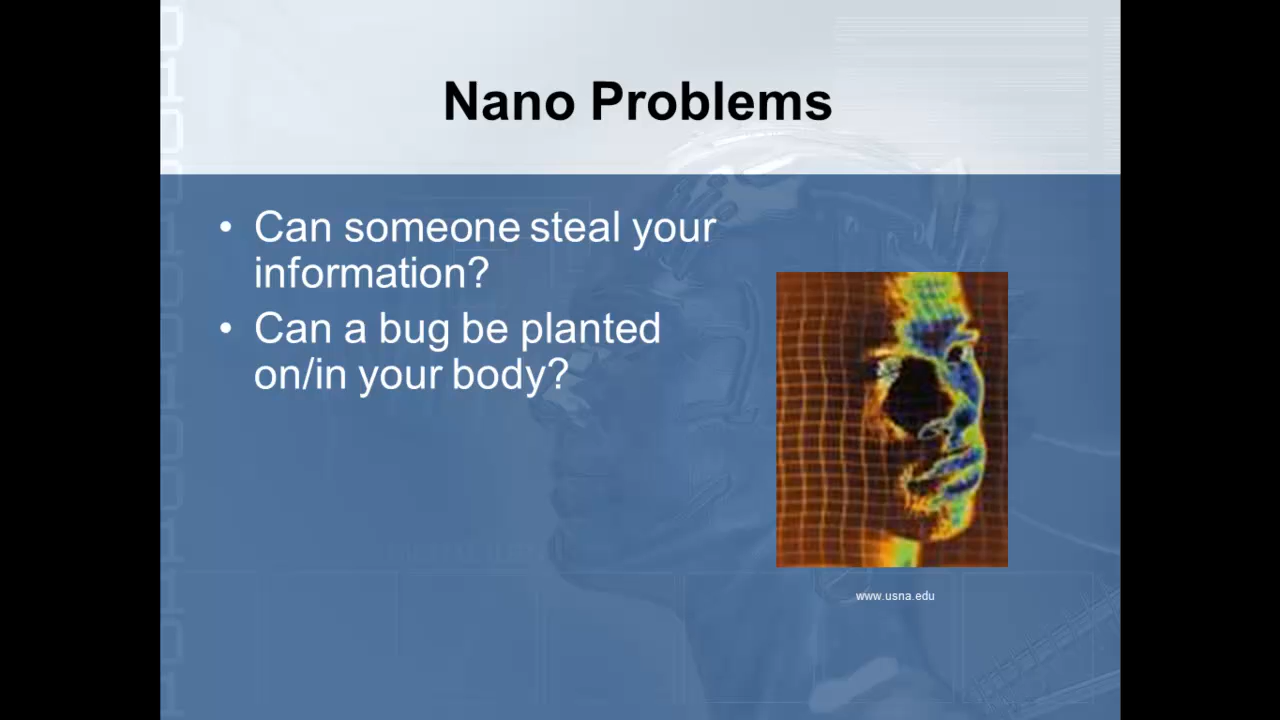 Nano Problems
• Can someone steal your
information?
• Can a bug be planted
on/in your body?
www.usna.edu